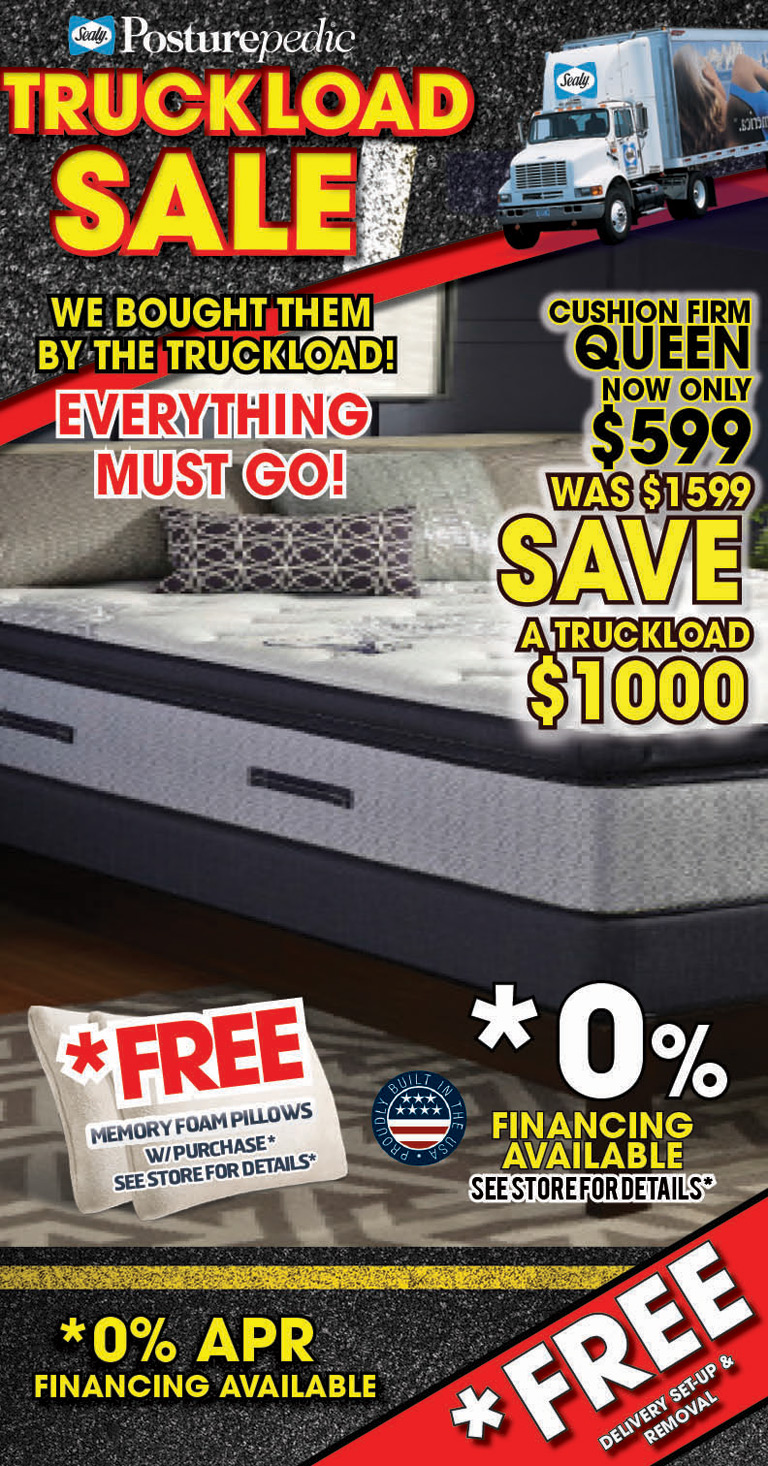 Sealy. Posturepedic
TRUCKLOAD
SALE
Sealy
WE BOUGHT THEM
BY THE TRUCKLOAD!
EVERYTHING
MUST GO!
CUSHION FIRM
QUEEN
NOW ONLY
$599
WAS $1599
SAVE
A TRUCKLOAD
$1000
*FREE
MEMORY FOAM PILLOWS
W/ PURCHASE*
SEE STORE FOR DETAILS*
PROUDLY BUILT IN THE USA
*0%
FINANCING
AVAILABLE
SEE STORE FOR DETAILS*
*0% APR
FINANCING AVAILABLE
*FREE
DELIVERY SET-UP &
REMOVAL